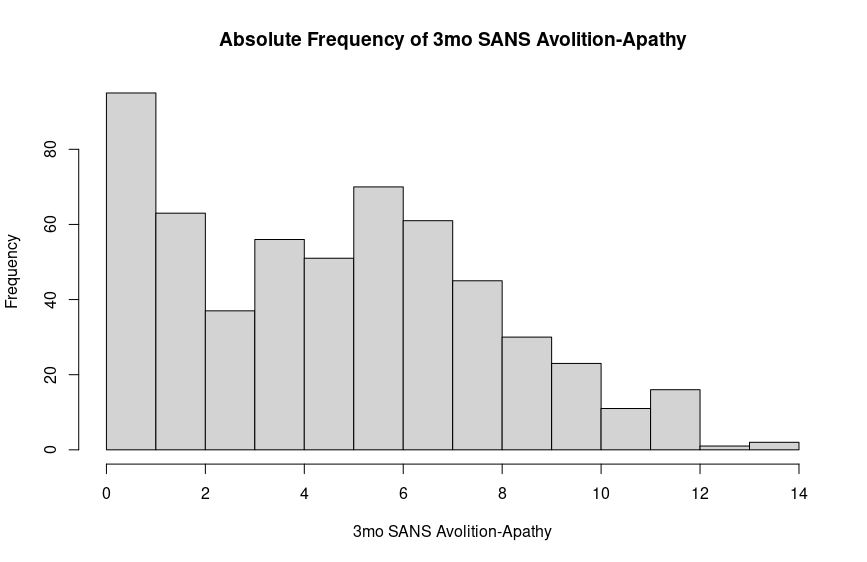 Absolute Frequency of 3mo SANS Avolition-Apathy
Frequency
80
60
40
20
0
0 2 4 6 8 10 12 14
3mo SANS Avolition-Apathy